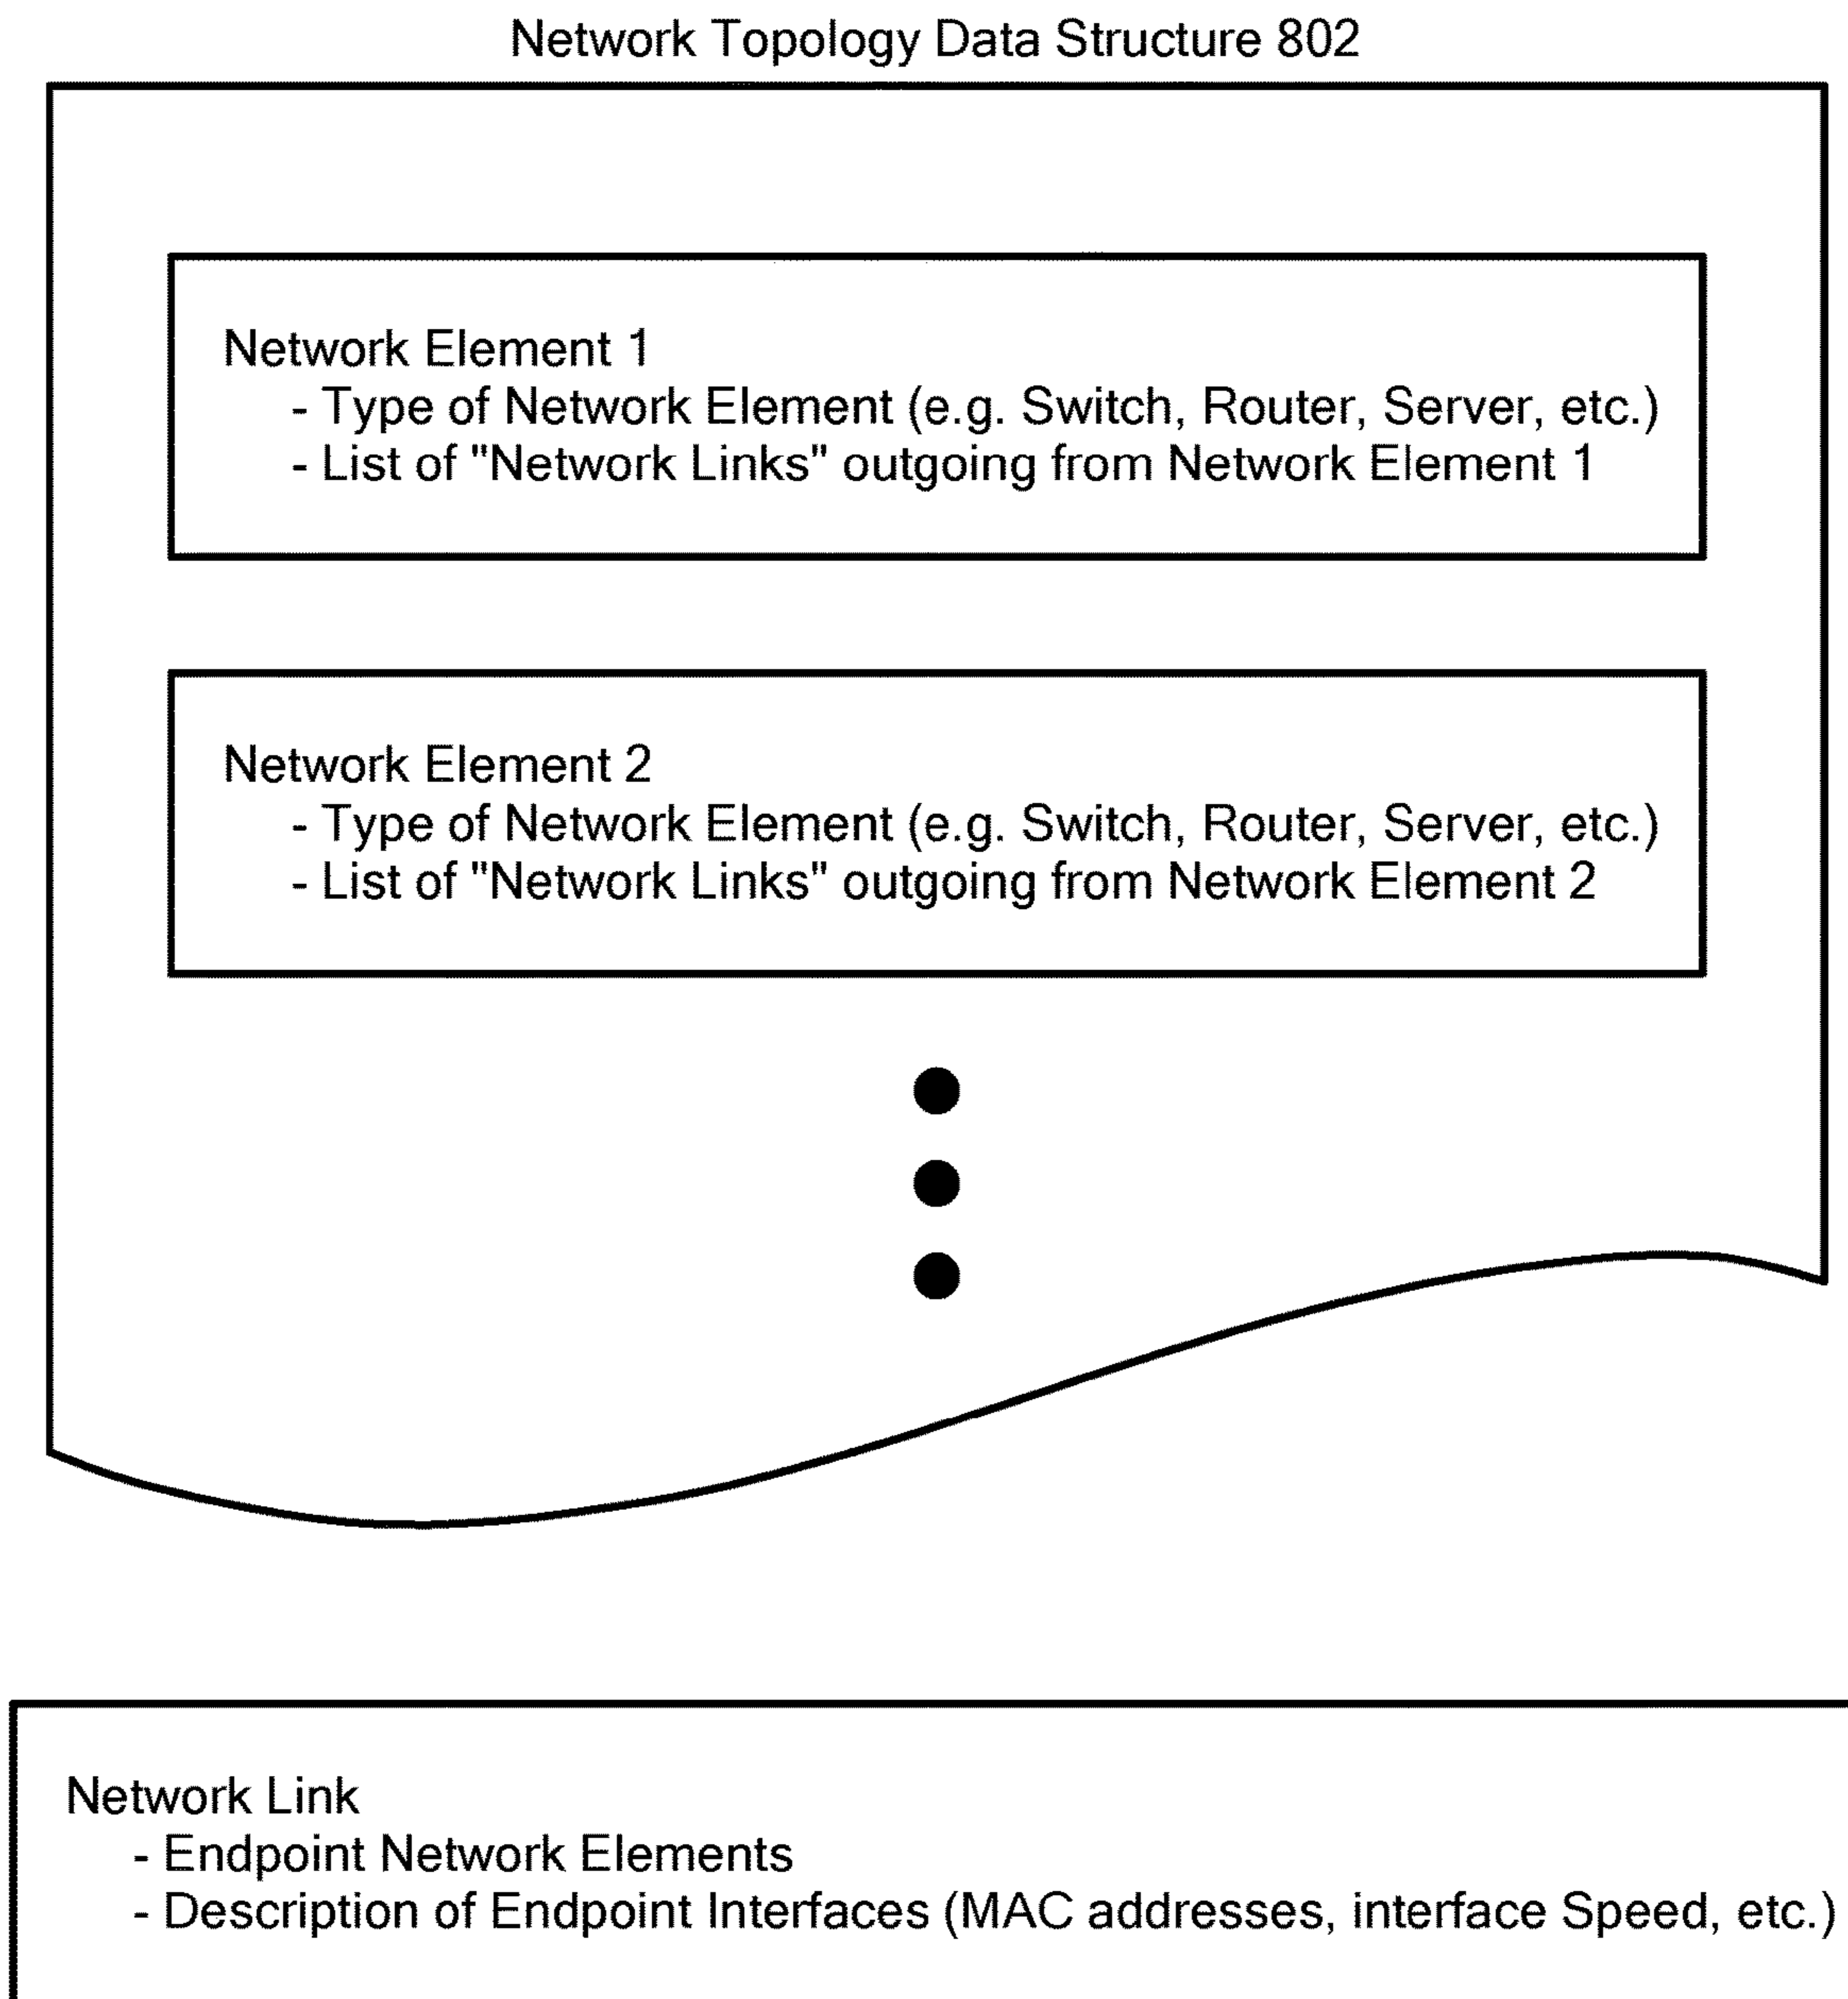 Network Topology Data Structure 802
Network Element 1
- Type of Network Element (e.g. Switch, Router, Server, etc.)
- List of "Network Links" outgoing from Network Element 1
Network Element 2
- Type of Network Element (e.g. Switch, Router, Server, etc.)
- List of "Network Links" outgoing from Network Element 2
Network Link
- Endpoint Network Elements
- Description of Endpoint Interfaces (MAC addresses, interface Speed, etc.)